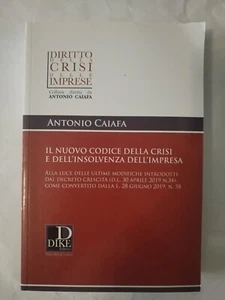 DIRITTO
DELLA
CRISI
DELLE
IMPRESE
Collana diretta da
ANTONIO CAIAFA
ANTONIO CAIAFA
IL NUOVO CODICE DELLA CRISI
E DELL'INSOLVENZA DELL'IMPRESA
ALLA LUCE DELLE ULTIME MODIFICHE INTRODOTTE
DAL DECRETO CRESCITA (D.L. 30 APRILE 2019 N.34),
COME CONVERTITO DALLA L. 28 GIUGNO 2019, N. 58
D
DIKE